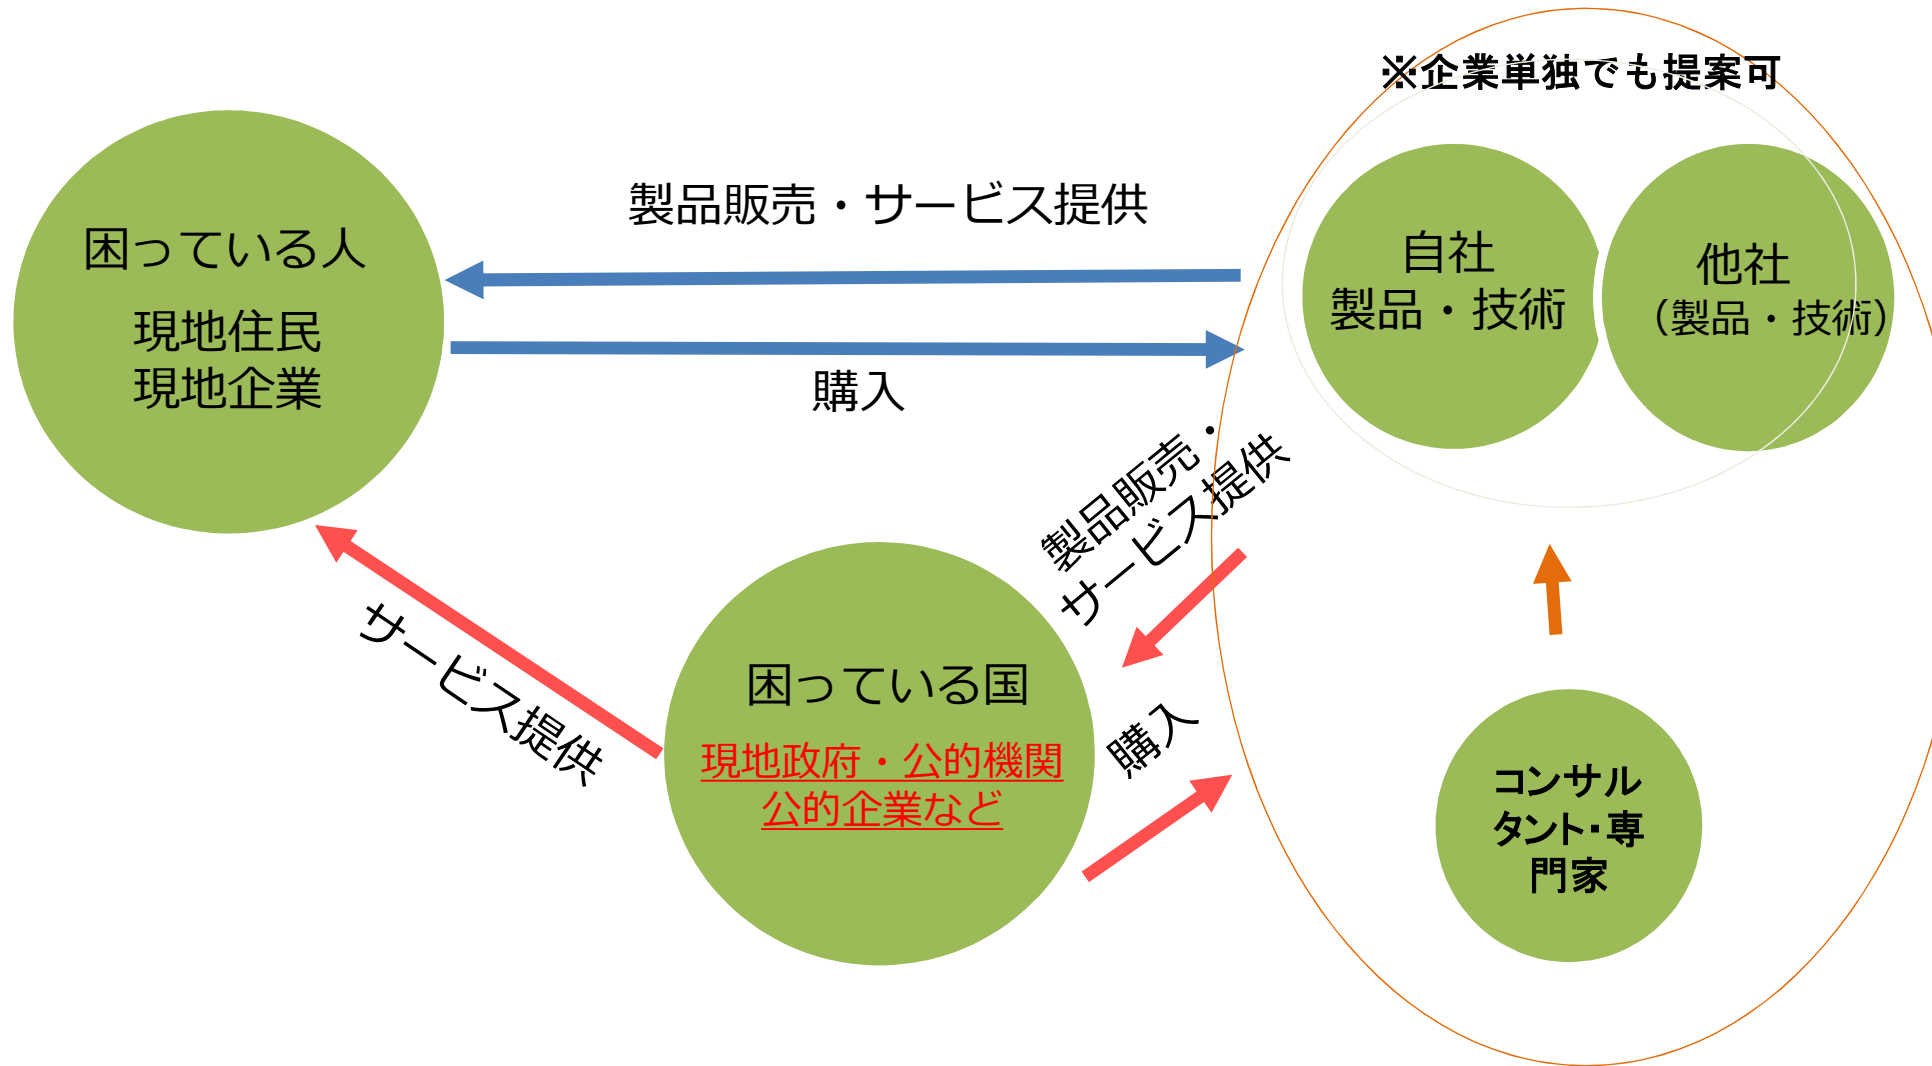 ※企業単独でも提案可
困っている人
現地住民
現地企業
製品販売・サービス提供
購入
自社
製品・技術
他社
（製品・技術）
製品販売・
サービス提供
購入
サービス提供
困っている国
現地政府・公的機関
公的企業など
コンサル
タント・専
門家